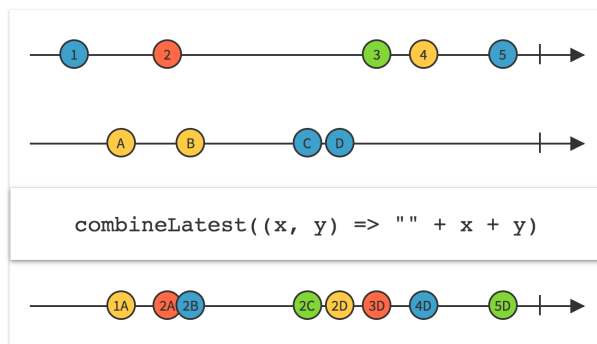 1 2 3 4 5
A B C D
combineLatest((x, y) => "" + x + y)
1A 2A 2B 2C 2D 3D 4D 5D